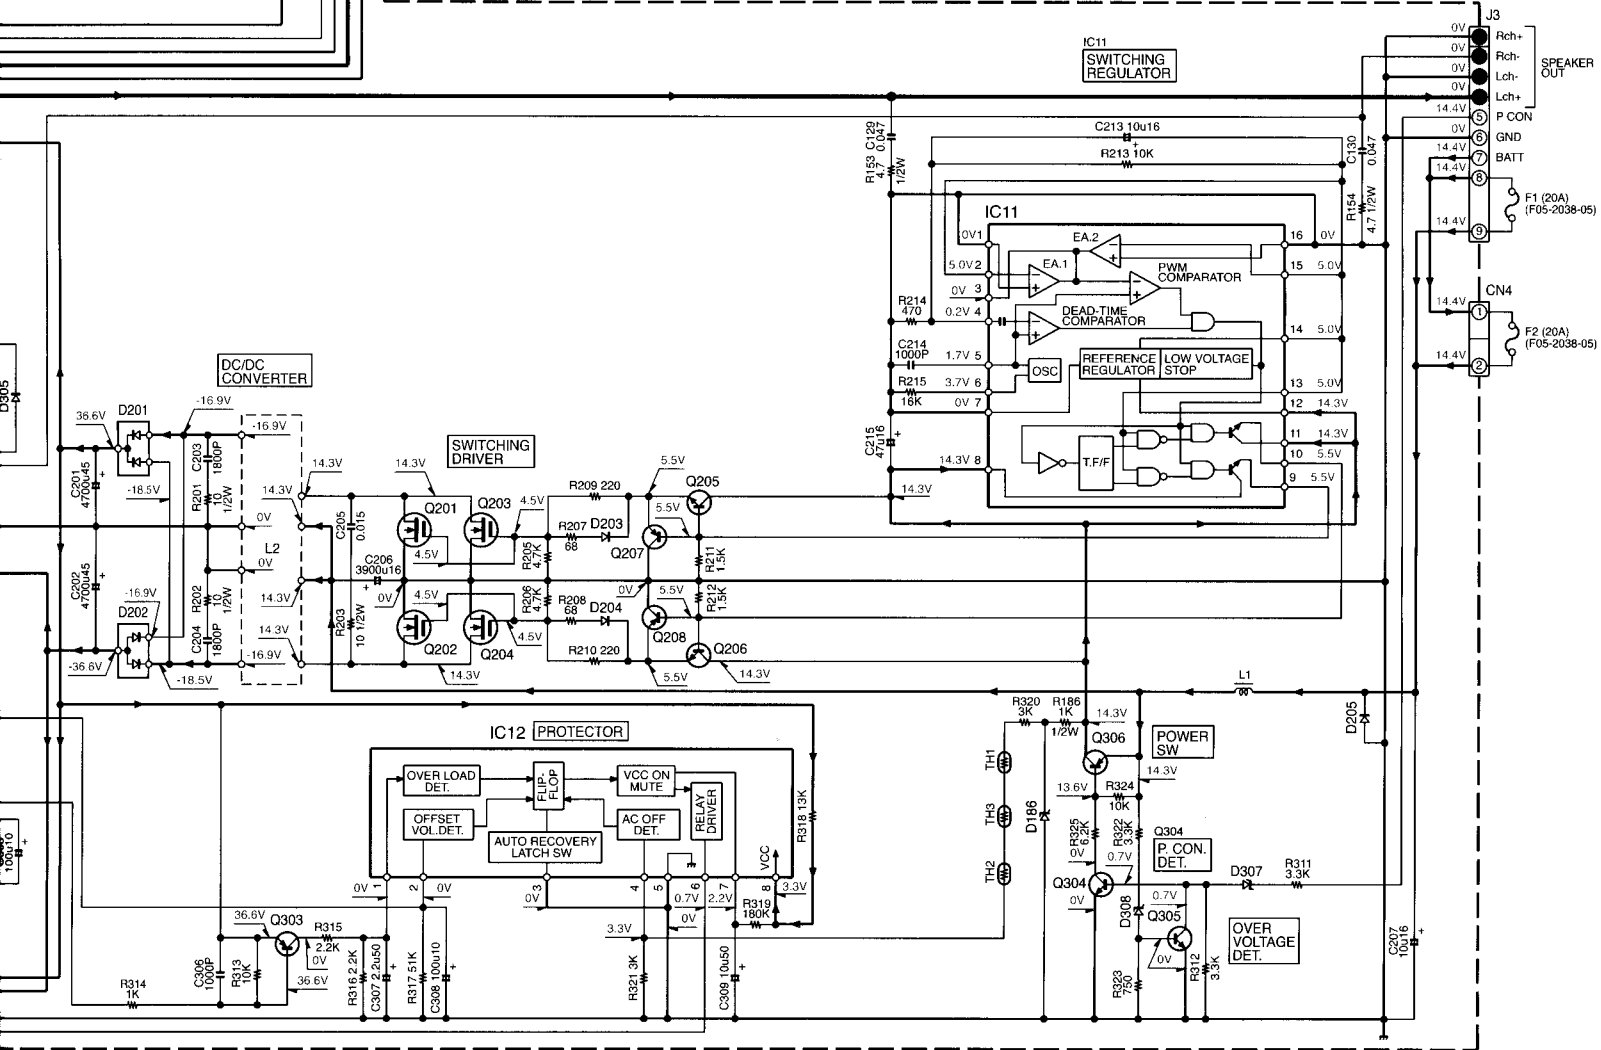 J3
0V
Rch+
0V
Rch-
0V
Lch-
0V
Lch+
SPEAKER
OUT
14.4V
5
P CON
0V
6
GND
14.4V
7
BATT
14.4V
8
F1 (20A)
(F05-2038-05)
14.4V
9
CN4
14.4V
1
F2 (20A)
(F05-2038-05)
14.4V
2
IC11
SWITCHING
REGULATOR
C129
0.047
R153
4.7
1/2W
C213 10u16
R213 10K
C130
0.047
R154
4.7 1/2W
IC11
0V 1
5.0V 2
0V 3
0.2V 4
1.7V 5
3.7V 6
0V 7
14.3V 8
16 0V
15 5.0V
14 5.0V
13 5.0V
12 14.3V
11 14.3V
10 5.5V
9 5.5V
EA.2
EA.1
PWM
COMPARATOR
DEAD-TIME
COMPARATOR
OSC
REFERENCE
REGULATOR
LOW VOLTAGE
STOP
T.F/F
R214
470
C214
1000P
R215
16K
C215
47u16
14.3V
D305
DC/DC
CONVERTER
-16.9V
36.6V
D201
-16.9V
C203
1800P
C201
4700u45
-18.5V
R201
10
1/2W
14.3V
0V
L2
0V
C202
4700u45
R202
10
1/2W
-16.9V
D202
C204
1800P
14.3V
14.3V
-16.9V
-36.6V
-18.5V
SWITCHING
DRIVER
14.3V
14.3V
C205
0.015
Q201
Q203
4.5V
4.5V
C206
3900u16
0V
R203
10 1/2W
4.5V
4.5V
Q202
Q204
14.3V
R209 220
R207
68
D203
R205
4.7K
R206
4.7K
R208
68
D204
R210 220
5.5V
Q205
5.5V
Q207
R211
1.5K
R212
1.5K
0V
5.5V
Q208
Q206
5.5V
14.3V
L1
D205
IC12
PROTECTOR
OVER LOAD
DET.
FLIP-
FLOP
VCC ON
MUTE
OFFSET
VOL.DET.
AC OFF
DET.
RELAY
DRIVER
AUTO RECOVERY
LATCH SW
VCC
R318 13K
0V
1
2
0V
3
0V
4
5
6
7
8
0.7V
2.2V
3.3V
0V
R319
180K
3.3V
R320
3K
R186
1K
1/2W
14.3V
Q306
POWER
SW
14.3V
TH1
TH3
TH2
D186
13.6V
R324
10K
R325
6.2K
R322
3.3K
Q304
P. CON.
DET.
0V
0.7V
Q304
0V
D307
R311
3.3K
D308
0.7V
Q305
0V
OVER
VOLTAGE
DET.
R323
750
R312
3.3K
C207
10u16
100u10
36.6V
Q303
R315
2.2K
0V
36.6V
C306
1000P
R313
10K
R314
1K
R316 2.2K
C307 2.2u50
R317 51K
C308 100u10
R321 3K
C309 10u50